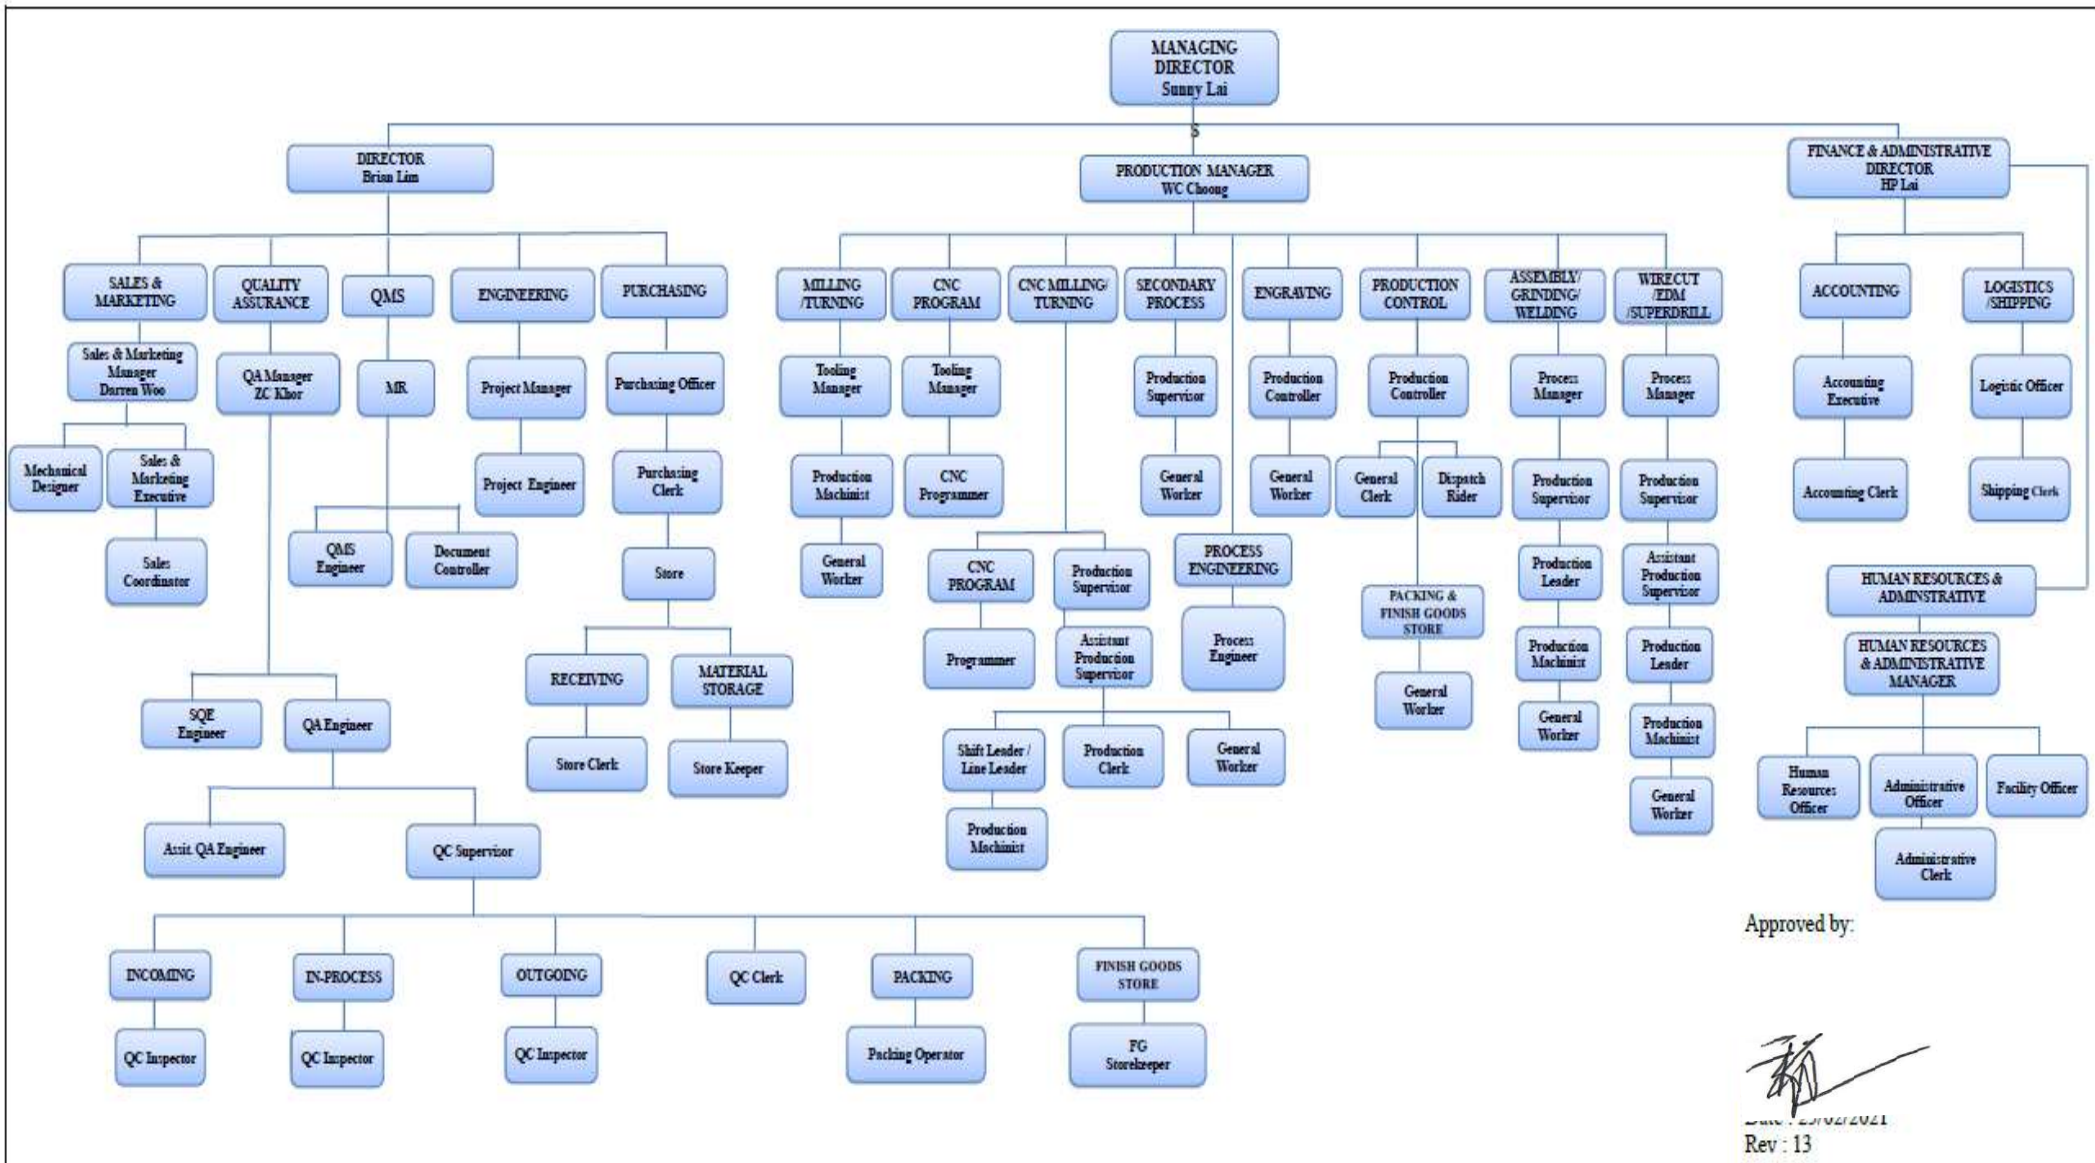 MANAGING
DIRECTOR
Sunny Lai
S
DIRECTOR
Brian Lim
PRODUCTION MANAGER
WC Choong
FINANCE & ADMINISTRATIVE
DIRECTOR
HP Lai
SALES &
MARKETING
QUALITY
ASSURANCE
QMS
ENGINEERING
PURCHASING
MILLING
/TURNING
CNC
PROGRAM
CNC MILLING/
TURNING
SECONDARY
PROCESS
ENGRAVING
PRODUCTION
CONTROL
ASSEMBLY/
GRINDING/
WELDING
WIRECUT
/EDM
/SUPERDRILL
ACCOUNTING
LOGISTICS
/SHIPPING
Sales & Marketing
Manager
Darren Woo
QA Manager
ZC Khor
MR
Project Manager
Purchasing Officer
Tooling
Manager
Tooling
Manager
Production
Supervisor
Production
Controller
Production
Controller
Process
Manager
Process
Manager
Accounting
Executive
Logistic Officer
Mechanical
Designer
Sales &
Marketing
Executive
Project Engineer
Purchasing
Clerk
Production
Machinist
CNC
Programmer
General
Worker
General
Worker
General
Clerk
Dispatch
Rider
Production
Supervisor
Production
Supervisor
Accounting Clerk
Shipping Clerk
Sales
Coordinator
QMS
Engineer
Document
Controller
Store
General
Worker
CNC
PROGRAM
Production
Supervisor
PROCESS
ENGINEERING
PACKING &
FINISH GOODS
STORE
Production
Leader
Assistant
Production
Supervisor
HUMAN RESOURCES &
ADMINSTRATIVE
RECEIVING
MATERIAL
STORAGE
Programmer
Assistant
Production
Supervisor
Process
Engineer
General
Worker
Production
Machinist
Production
Leader
HUMAN RESOURCES
& ADMINISTRATIVE
MANAGER
SQE
Engineer
QA Engineer
Store Clerk
Store Keeper
Shift Leader /
Line Leader
Production
Clerk
General
Worker
General
Worker
Production
Machinist
Human
Resources
Officer
Administrative
Officer
Facility Officer
Assit. QA Engineer
QC Supervisor
Production
Machinist
General
Worker
Administrative
Clerk
INCOMING
IN-PROCESS
OUTGOING
QC Clerk
PACKING
FINISH GOODS
STORE
QC Inspector
QC Inspector
QC Inspector
Packing Operator
FG
Storekeeper
Approved by:
Date : 25/02/2021
Rev : 13